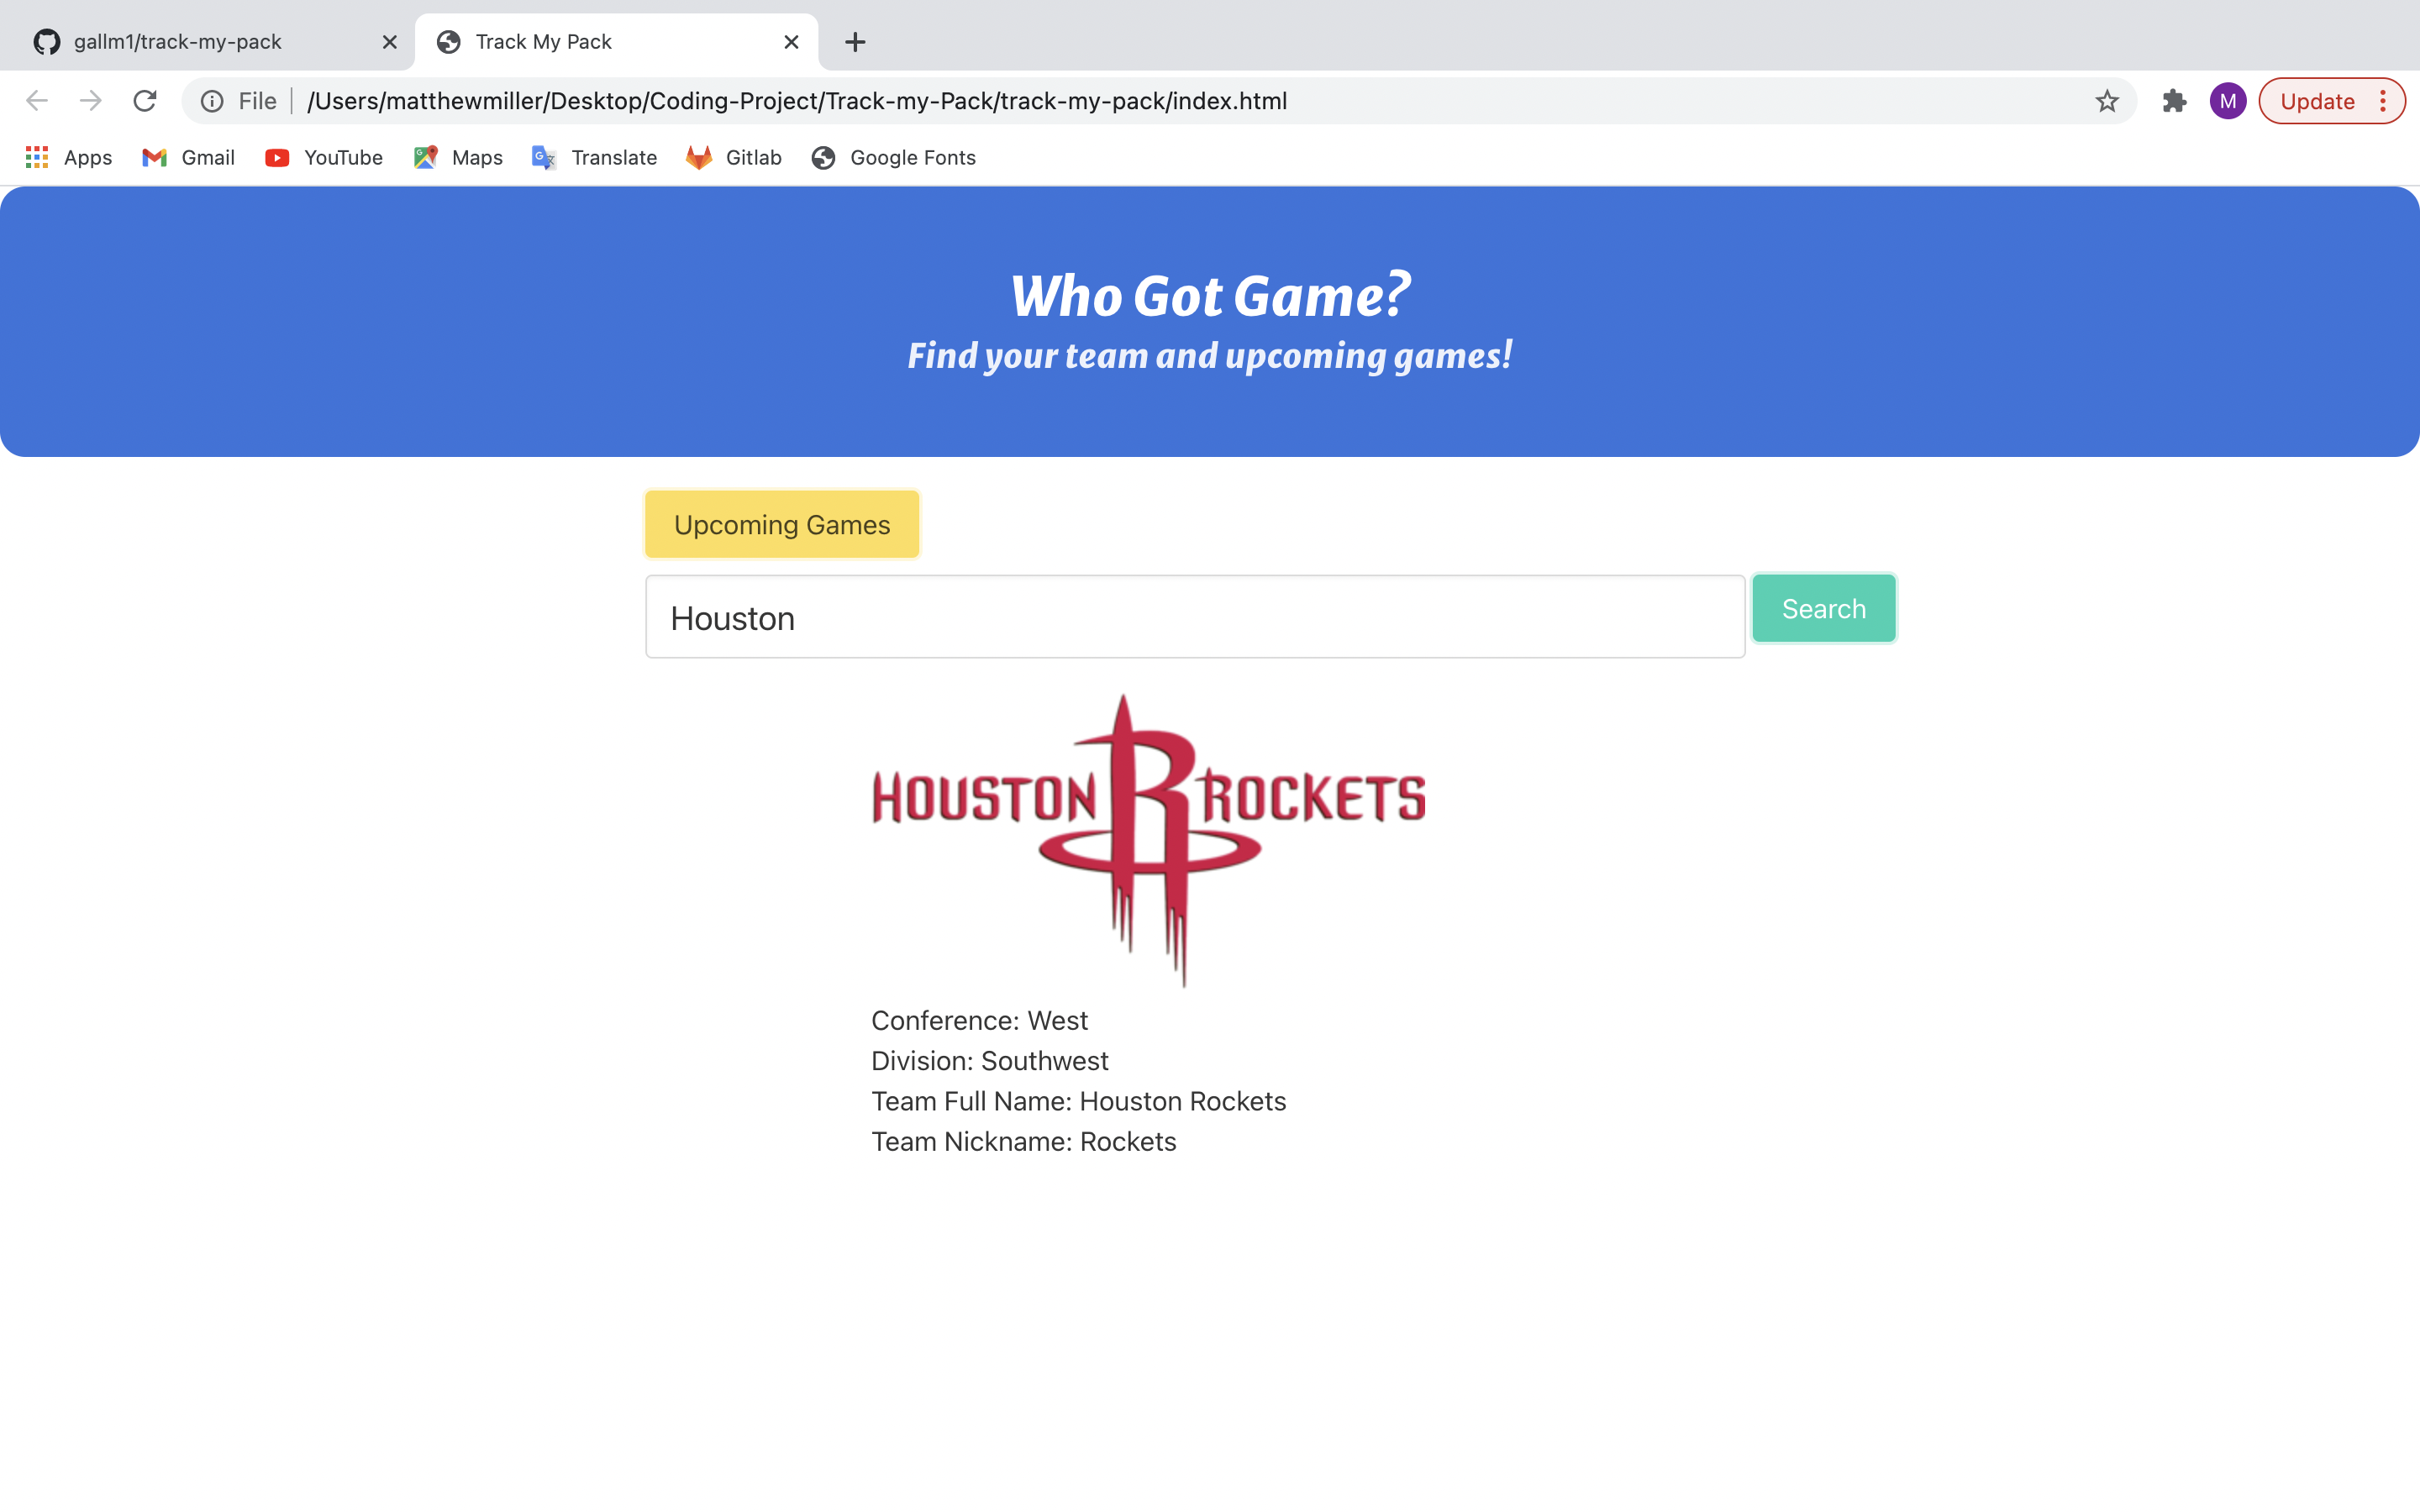 gallm1/track-my-pack
Track My Pack
File /Users/matthewmiller/Desktop/Coding-Project/Track-my-Pack/track-my-pack/index.html
M
Update
Apps Gmail YouTube Maps Translate Gitlab Google Fonts
Who Got Game?
Find your team and upcoming games!
Upcoming Games
Houston
Search
HOUSTON R ROCKETS
Conference: West
Division: Southwest
Team Full Name: Houston Rockets
Team Nickname: Rockets